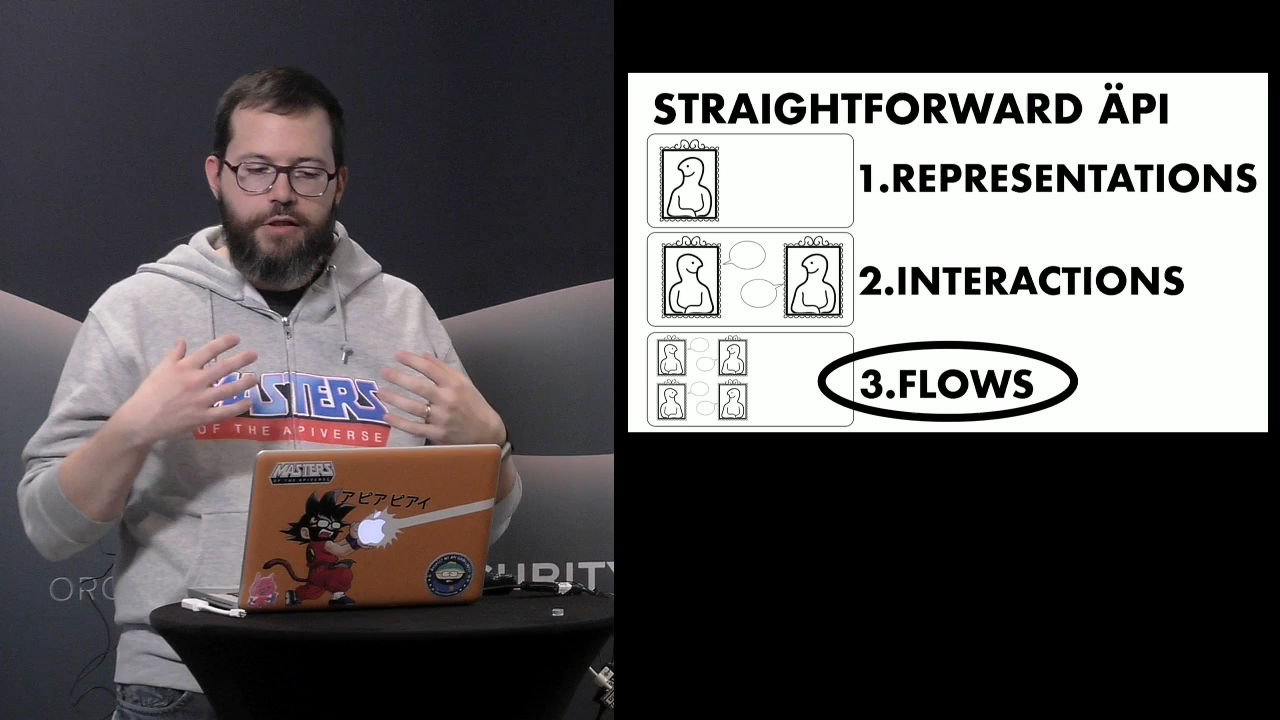 MASTERS
OF THE APIVERSE
MASTERS
OF THE APIVERSE
アピアピアイ
STRAIGHTFORWARD ÄPI
1.REPRESENTATIONS
2.INTERACTIONS
3.FLOWS